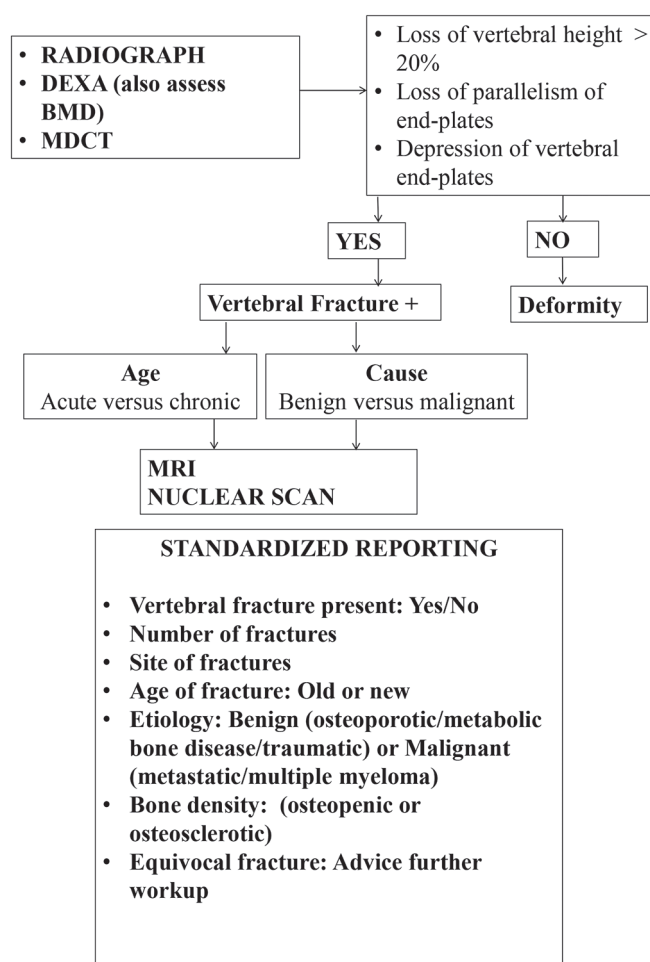 • RADIOGRAPH
• DEXA (also assess
BMD)
• MDCT
• Loss of vertebral height >
20%
• Loss of parallelism of
end-plates
• Depression of vertebral
end-plates
YES
NO
Vertebral Fracture +
Deformity
Age
Acute versus chronic
Cause
Benign versus malignant
MRI
NUCLEAR SCAN
STANDARDIZED REPORTING
• Vertebral fracture present: Yes/No
• Number of fractures
• Site of fractures
• Age of fracture: Old or new
• Etiology: Benign (osteoporotic/metabolic
bone disease/traumatic) or Malignant
(metastatic/multiple myeloma)
• Bone density: (osteopenic or
osteosclerotic)
• Equivocal fracture: Advice further
workup